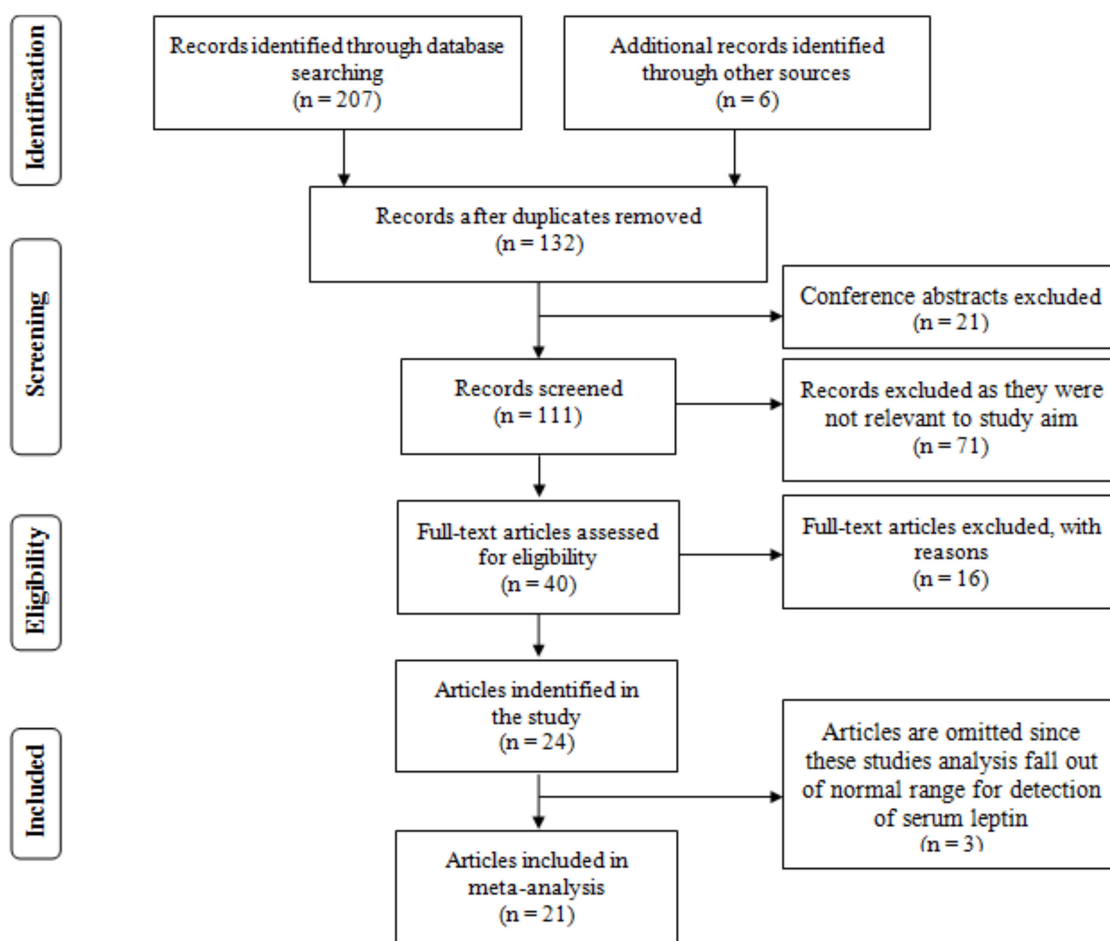 Identification
Records identified through database
searching
(n = 207)
Additional records identified
through other sources
(n = 6)
Records after duplicates removed
(n = 132)
Screening
Conference abstracts excluded
(n = 21)
Records screened
(n = 111)
Records excluded as they were
not relevant to study aim
(n = 71)
Eligibility
Full-text articles assessed
for eligibility
(n = 40)
Full-text articles excluded, with
reasons
(n = 16)
Included
Articles indentified in
the study
(n = 24)
Articles are omitted since
these studies analysis fall out
of normal range for detection
of serum leptin
(n = 3)
Articles included in
meta-analysis
(n = 21)